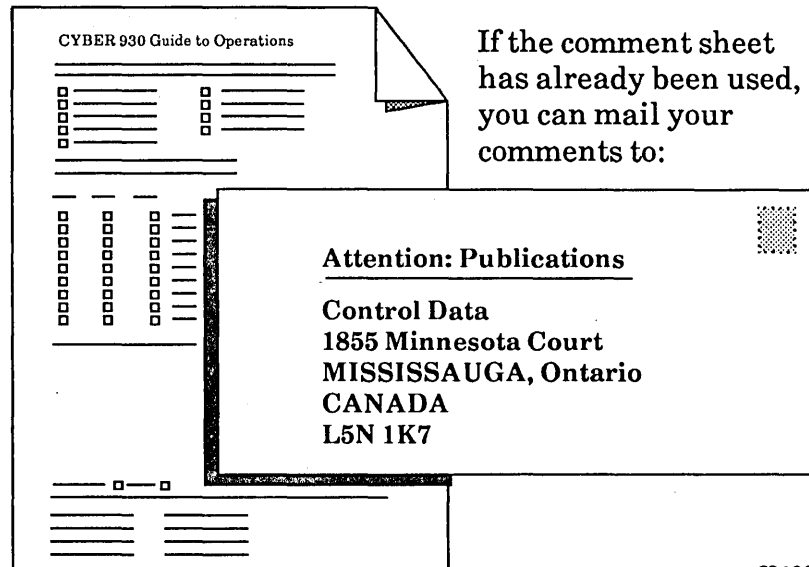 CYBER 930 Guide to Operations
If the comment sheet
has already been used,
you can mail your
comments to:
Attention: Publications
Control Data
1855 Minnesota Court
MISSISSAUGA, Ontario
CANADA
L5N 1K7